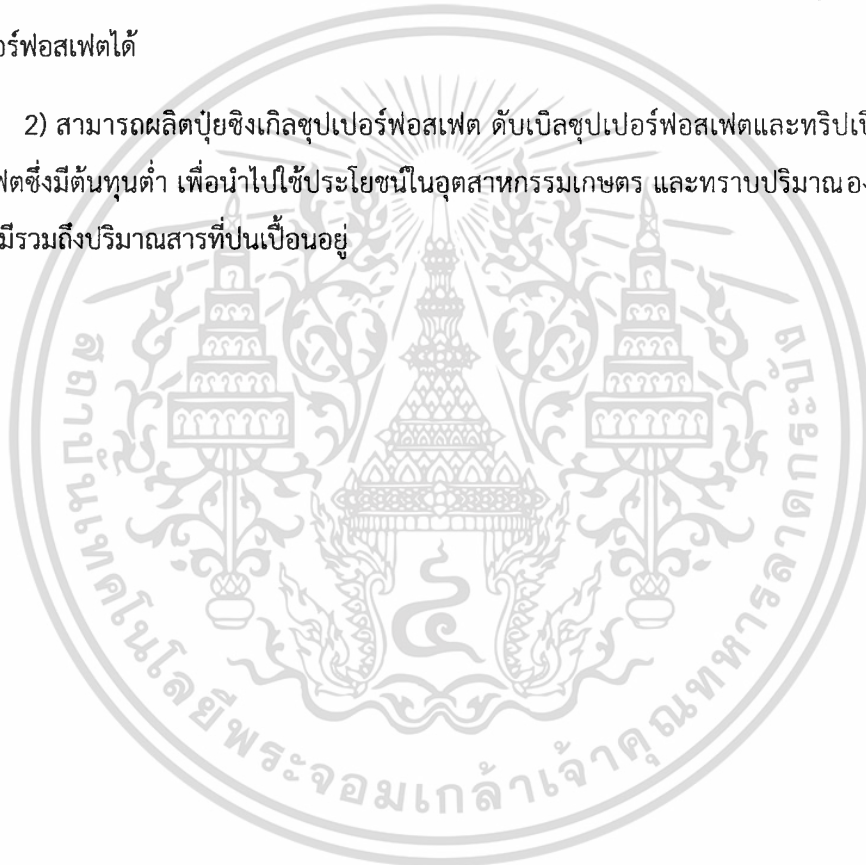 อร์ฟอสเฟตได้
2) สามารถผลิตปุ๋ยซิงเกิลซุปเปอร์ฟอสเฟต ดับเบิลซุปเปอร์ฟอสเฟตและทริปเปิ
ฟตซึ่งมีต้นทุนต่ำ เพื่อนำไปใช้ประโยชน์ในอุตสาหกรรมเกษตร และทราบปริมาณอง
มีรวมถึงปริมาณสารที่ปนเปื้อนอยู่
สถาบันเทคโนโลยีพระจอมเกล้าเจ้าคุณทหารลาดกระบัง
๔